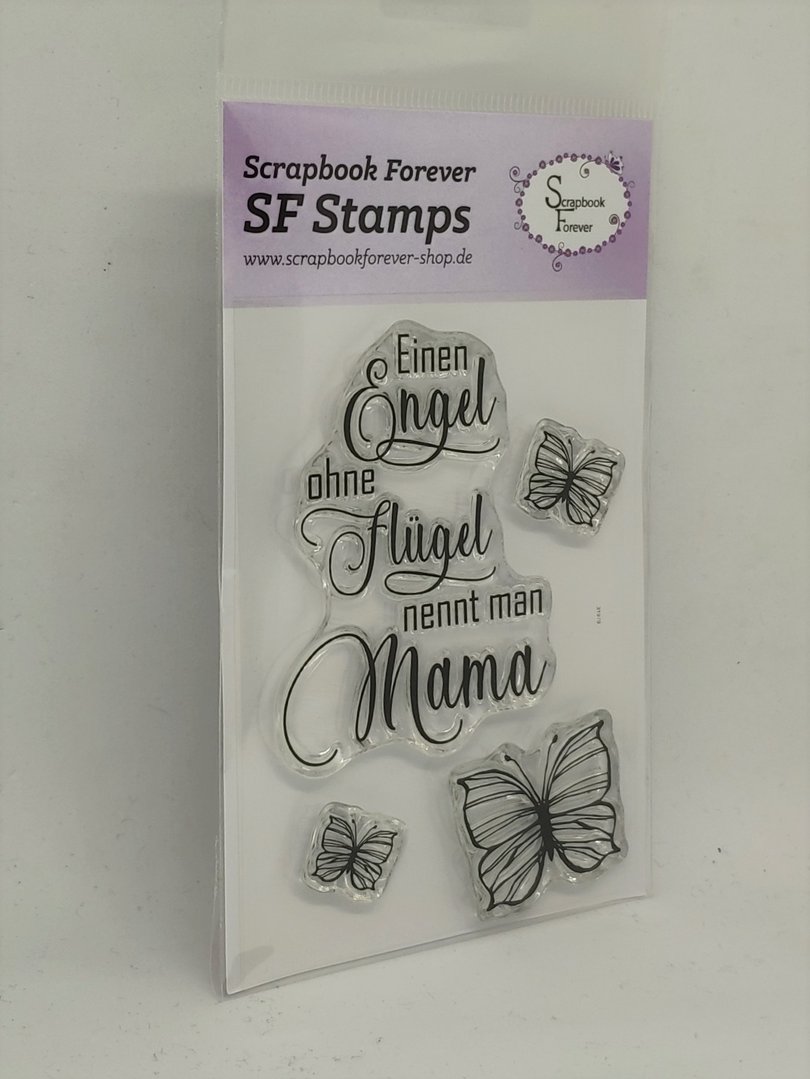 Scrapbook Forever
SF Stamps
www.scrapbookforever-shop.de
Scrapbook
Forever
Einen
Engel
ohne
Flügel
nennt man
Mama